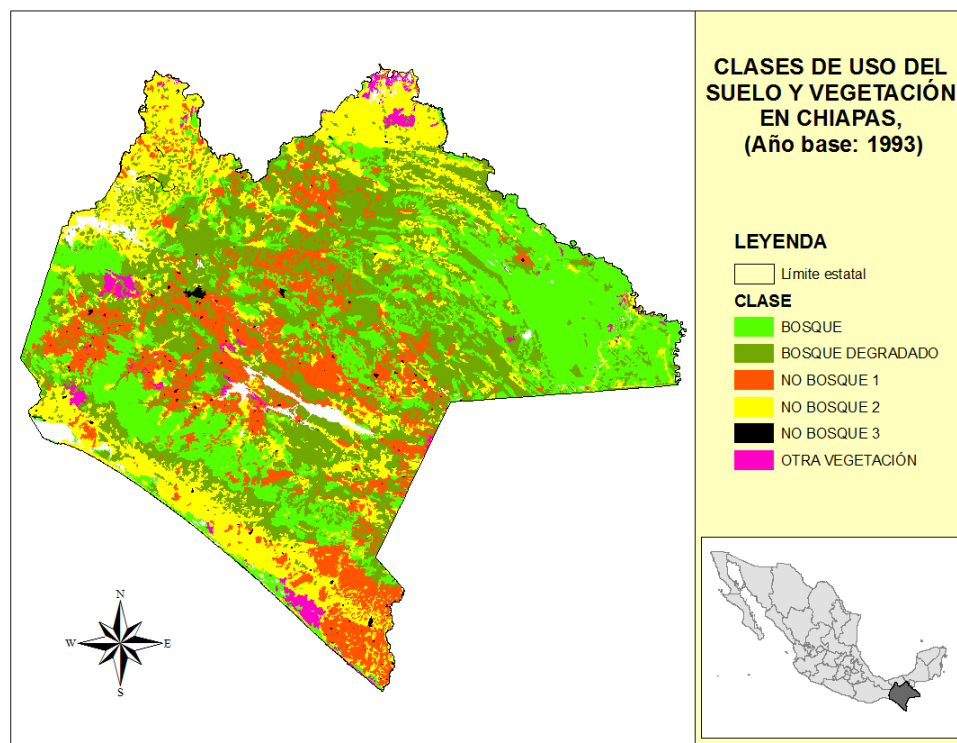 CLASES DE USO DEL
SUELO Y VEGETACIÓN
EN CHIAPAS,
(Año base: 1993)
LEYENDA
Límite estatal
CLASE
BOSQUE
BOSQUE DEGRADADO
NO BOSQUE 1
NO BOSQUE 2
NO BOSQUE 3
OTRA VEGETACIÓN
N
W E
S